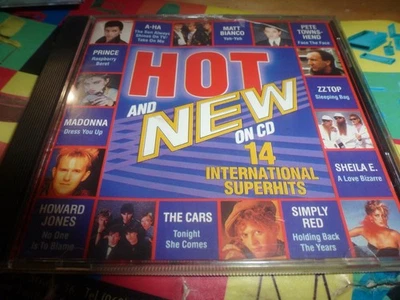 A-HA
The Sun Always
Shines On TV
Take On Me
MATT
BIANCO
Yeh-Yeh
PETE
TOWNS-
HEND
Face The Face
PRINCE
Raspberry
Beret
HOT
AND
NEW
ON CD
14
INTERNATIONAL
SUPERHITS
ZZTOP
Sleeping Bag
MADONNA
Dress You Up
SHEILA E.
A Love Bizarre
HOWARD
JONES
No One
Is To Blame
THE CARS
Tonight
She Comes
SIMPLY
RED
Holding Back
The Years